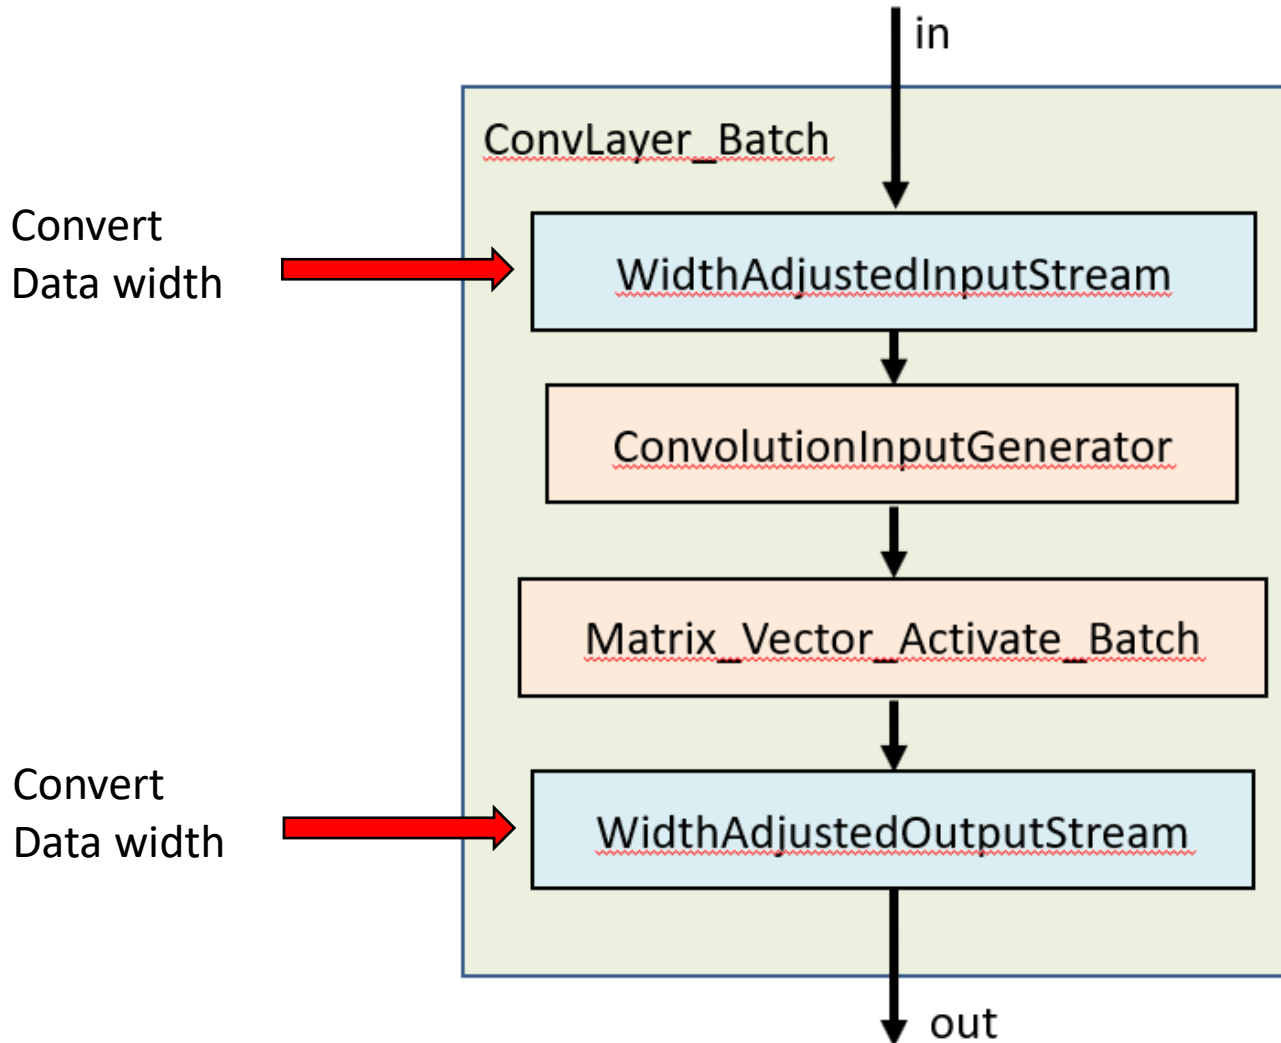 in
ConvLayer_Batch
Convert
Data width
WidthAdjustedInputStream
ConvolutionInputGenerator
Matrix_Vector_Activate_Batch
Convert
Data width
WidthAdjustedOutputStream
out